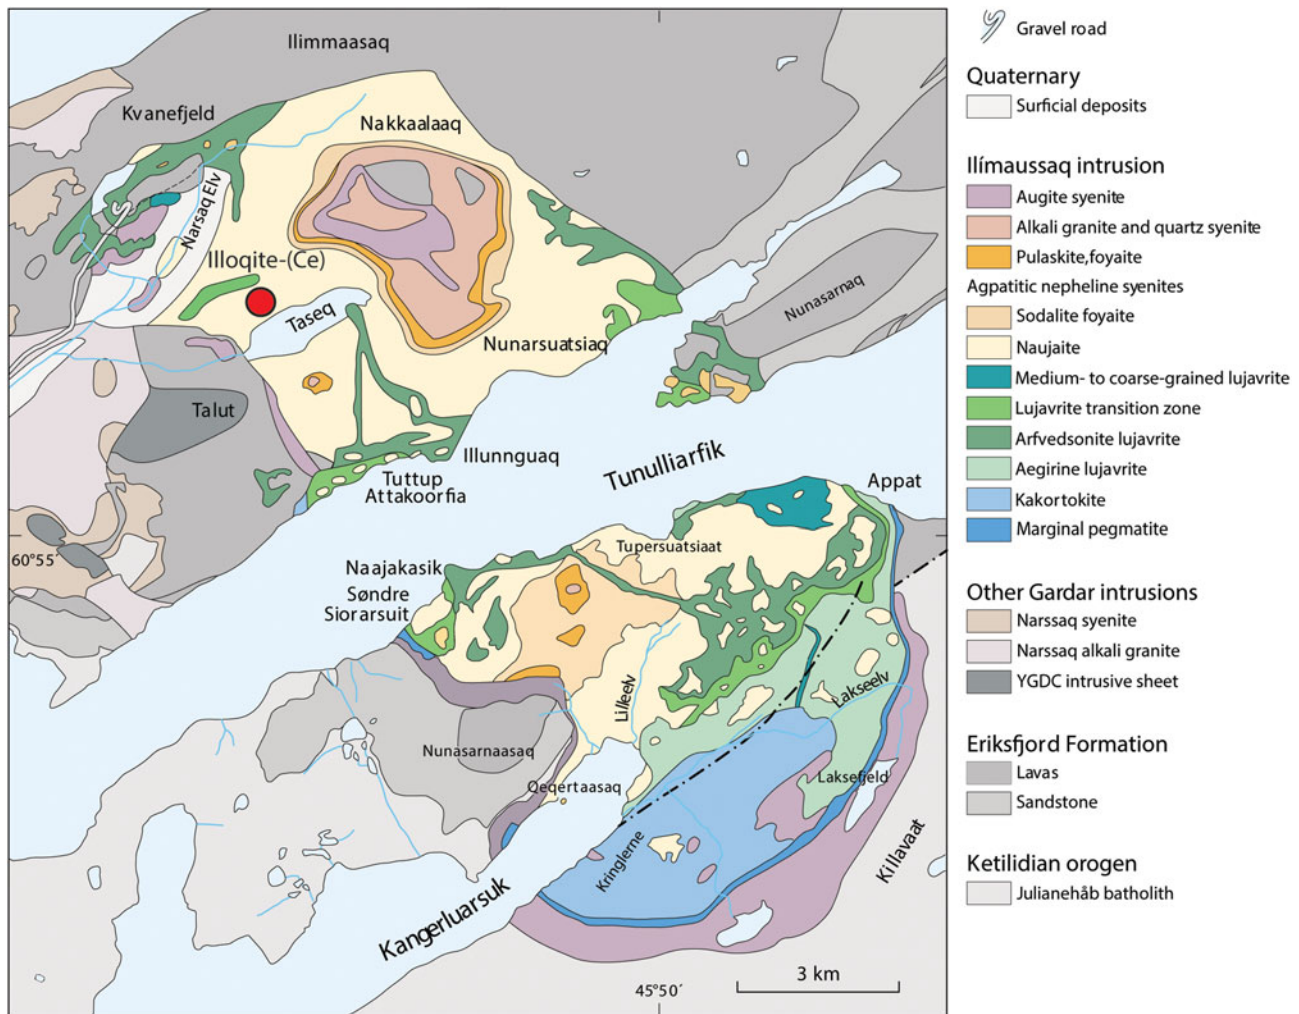 Ilimmaasaq
Kvanefjeld
Nakkaalaaq
Narsaq Elv
Illoqite-(Ce)
Taseq
Nunarsuatsiaq
Nunasarnaq
Talut
Illunnguaq
Tuttup
Attakoorfia
Tunulliarfik
Appat
60°55
Tupersuatsiaat
Naajakasik
Søndre
Siorarsuit
Lilleelv
Lakseelv
Nunasarnaasaq
Qeqertaasaq
Laksefjeld
Kringlerne
Killavaat
Kangerluarsuk
45°50´
3 km
Gravel road
Quaternary
Surficial deposits
Ilímaussaq intrusion
Augite syenite
Alkali granite and quartz syenite
Pulaskite,foyaite
Agpatitic nepheline syenites
Sodalite foyaite
Naujaite
Medium- to coarse-grained lujavrite
Lujavrite transition zone
Arfvedsonite lujavrite
Aegirine lujavrite
Kakortokite
Marginal pegmatite
Other Gardar intrusions
Narssaq syenite
Narssaq alkali granite
YGDC intrusive sheet
Eriksfjord Formation
Lavas
Sandstone
Ketilidian orogen
Julianehåb batholith